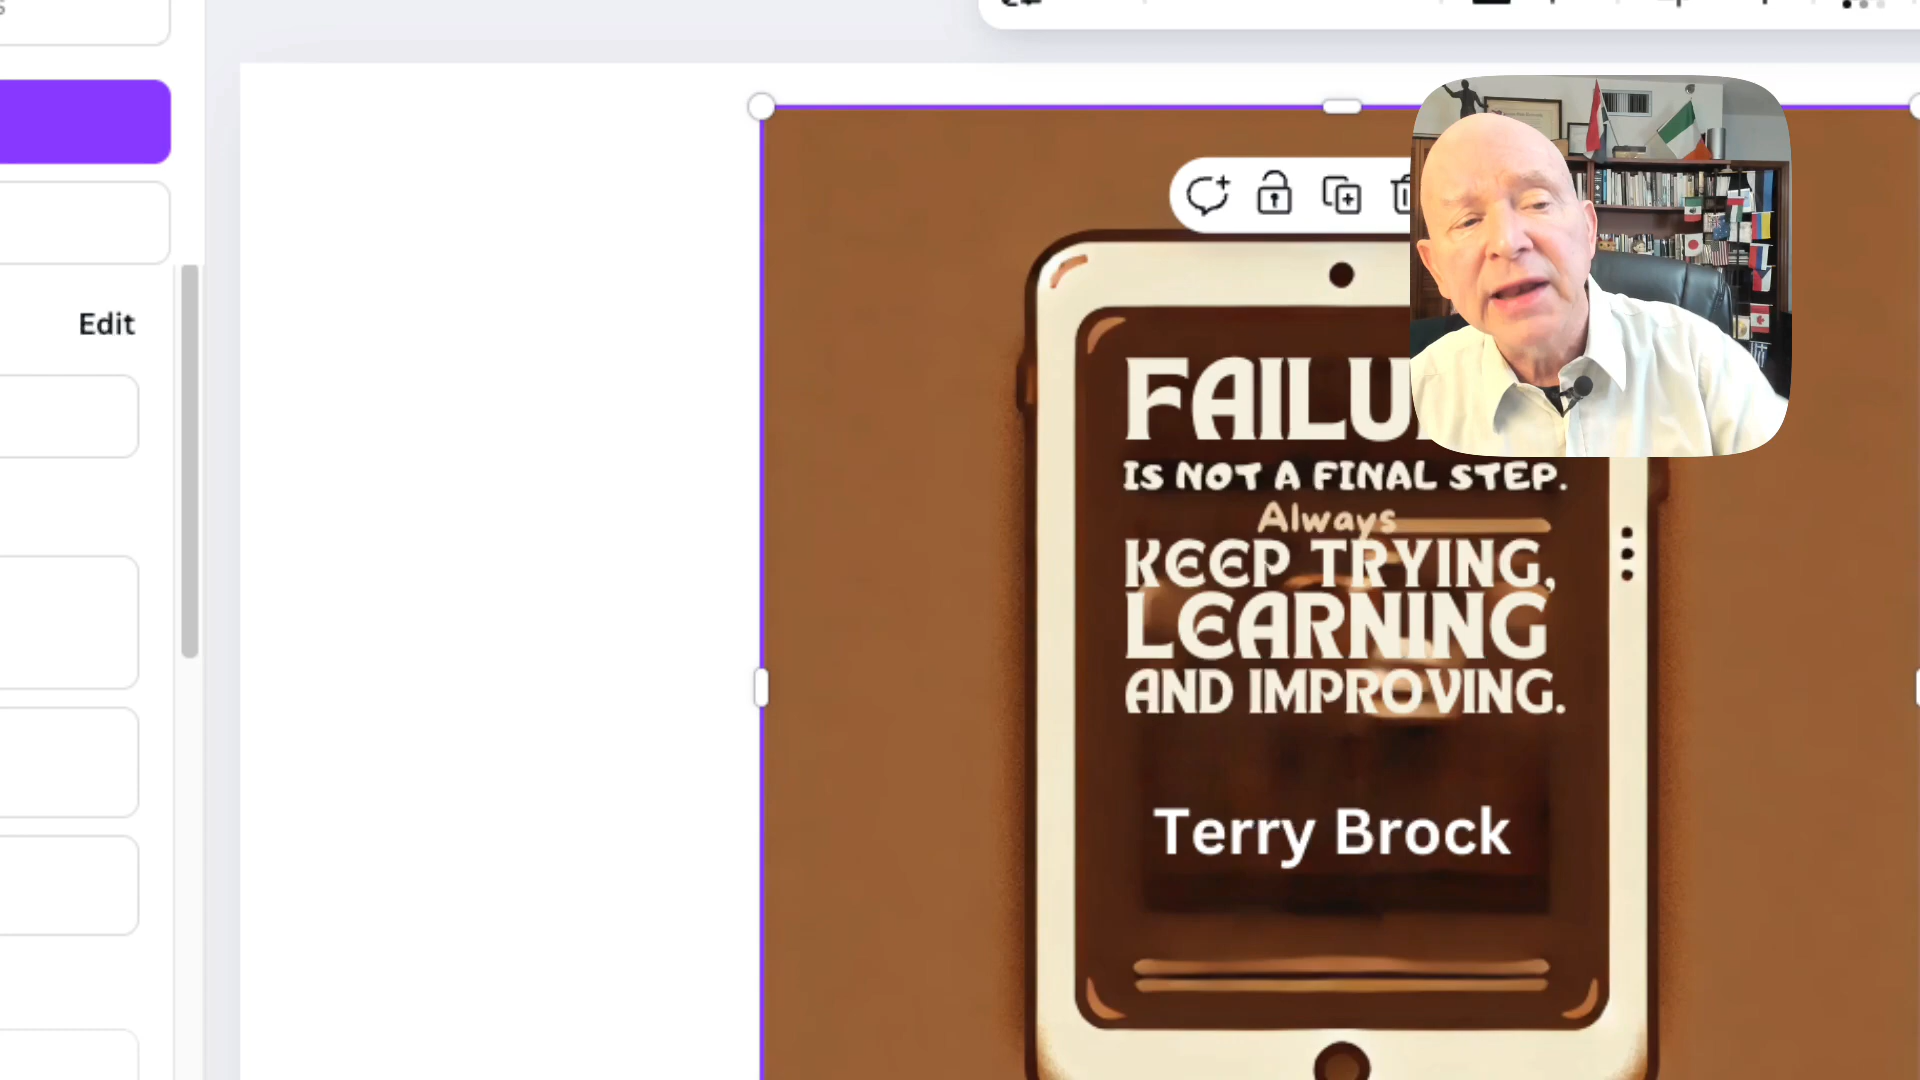 Edit
FAILU
IS NOT A FINAL STEP.
Always
KEEP TRYING,
LEARNING
AND IMPROVING.
Terry Brock